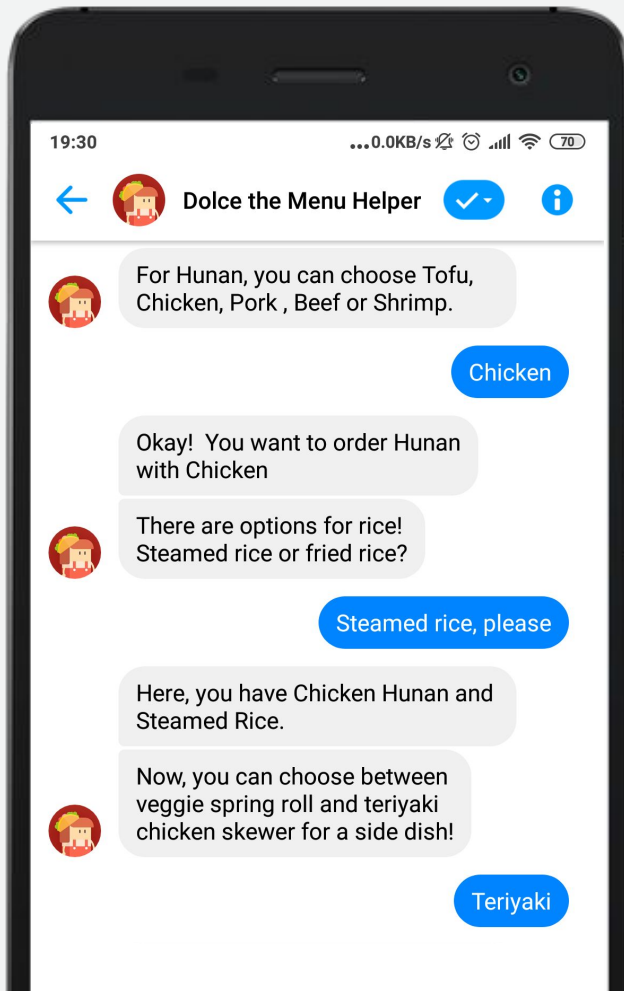 19:30
...0.0KB/s
70
Dolce the Menu Helper
For Hunan, you can choose Tofu,
Chicken, Pork , Beef or Shrimp.
Chicken
Okay!  You want to order Hunan
with Chicken
There are options for rice!
Steamed rice or fried rice?
Steamed rice, please
Here, you have Chicken Hunan and
Steamed Rice.
Now, you can choose between
veggie spring roll and teriyaki
chicken skewer for a side dish!
Teriyaki